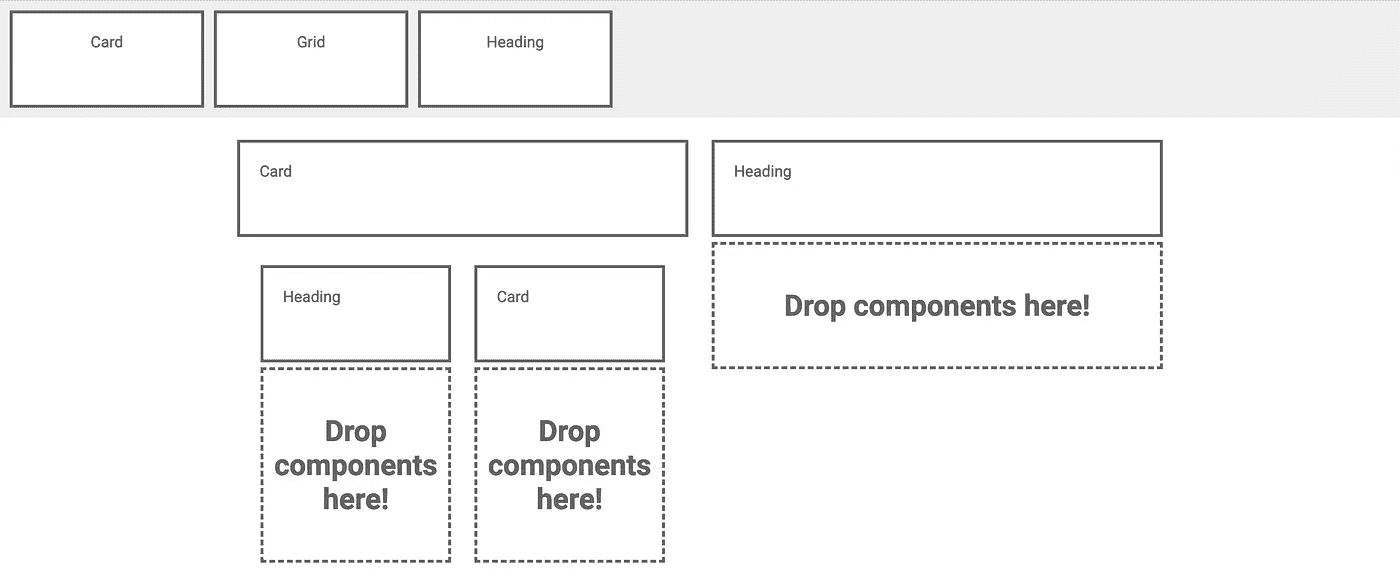 Card
Grid
Heading
Card
Heading
Drop components here!
Heading
Card
Drop
components
here!
Drop
components
here!